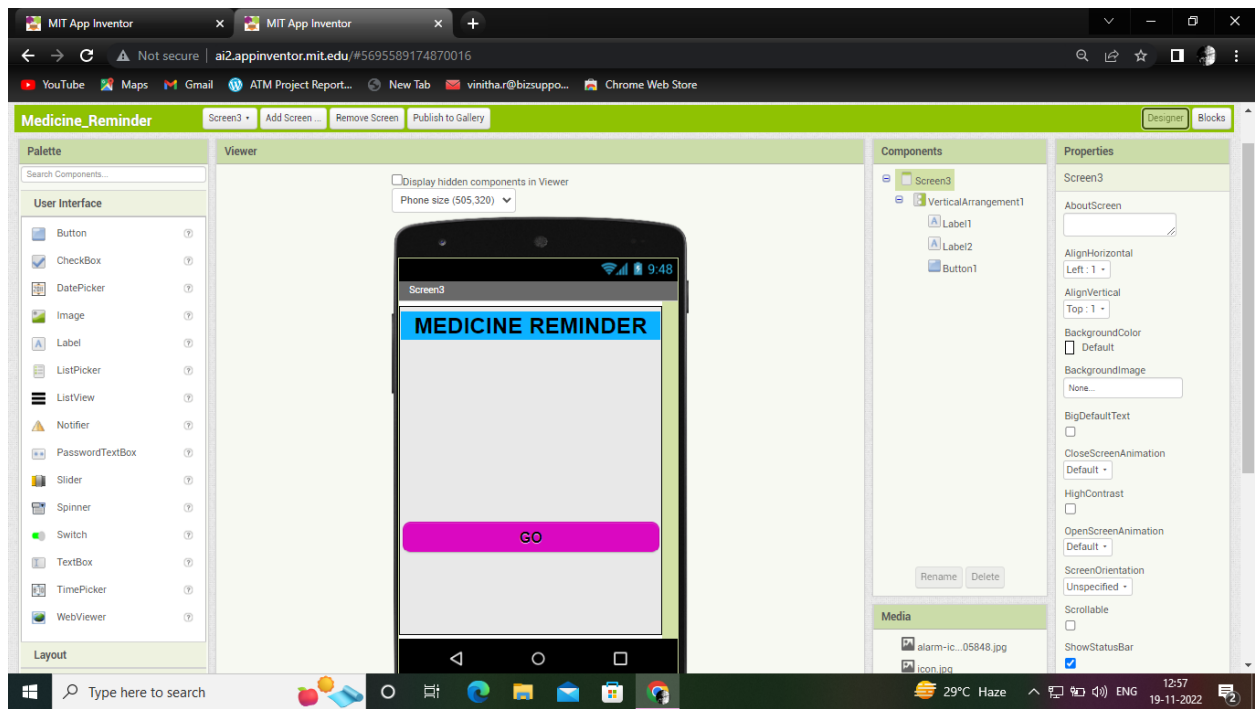 MIT App Inventor
MIT App Inventor
Not secure ai2.appinventor.mit.edu/#5695589174870016
YouTube Maps Gmail ATM Project Report... New Tab vinitha.r@bizsuppo... Chrome Web Store
Medicine_Reminder Screen3 Add Screen ... Remove Screen Publish to Gallery Designer Blocks
Palette
Search Components...
User Interface
Button
CheckBox
DatePicker
Image
Label
ListPicker
ListView
Notifier
PasswordTextBox
Slider
Spinner
Switch
TextBox
TimePicker
WebViewer
Layout
Viewer
Display hidden components in Viewer
Phone size (505,320)
9:48
Screen3
MEDICINE REMINDER
GO
Components
Screen3
VerticalArrangement1
Label1
Label2
Button1
Rename Delete
Media
alarm-ic...05848.jpg
icon.jpg
Properties
Screen3
AboutScreen
AlignHorizontal
Left : 1
AlignVertical
Top : 1
BackgroundColor
Default
BackgroundImage
None...
BigDefaultText
CloseScreenAnimation
Default
HighContrast
OpenScreenAnimation
Default
ScreenOrientation
Unspecified
Scrollable
ShowStatusBar
Type here to search
29°C Haze
ENG
12:57
19-11-2022
2